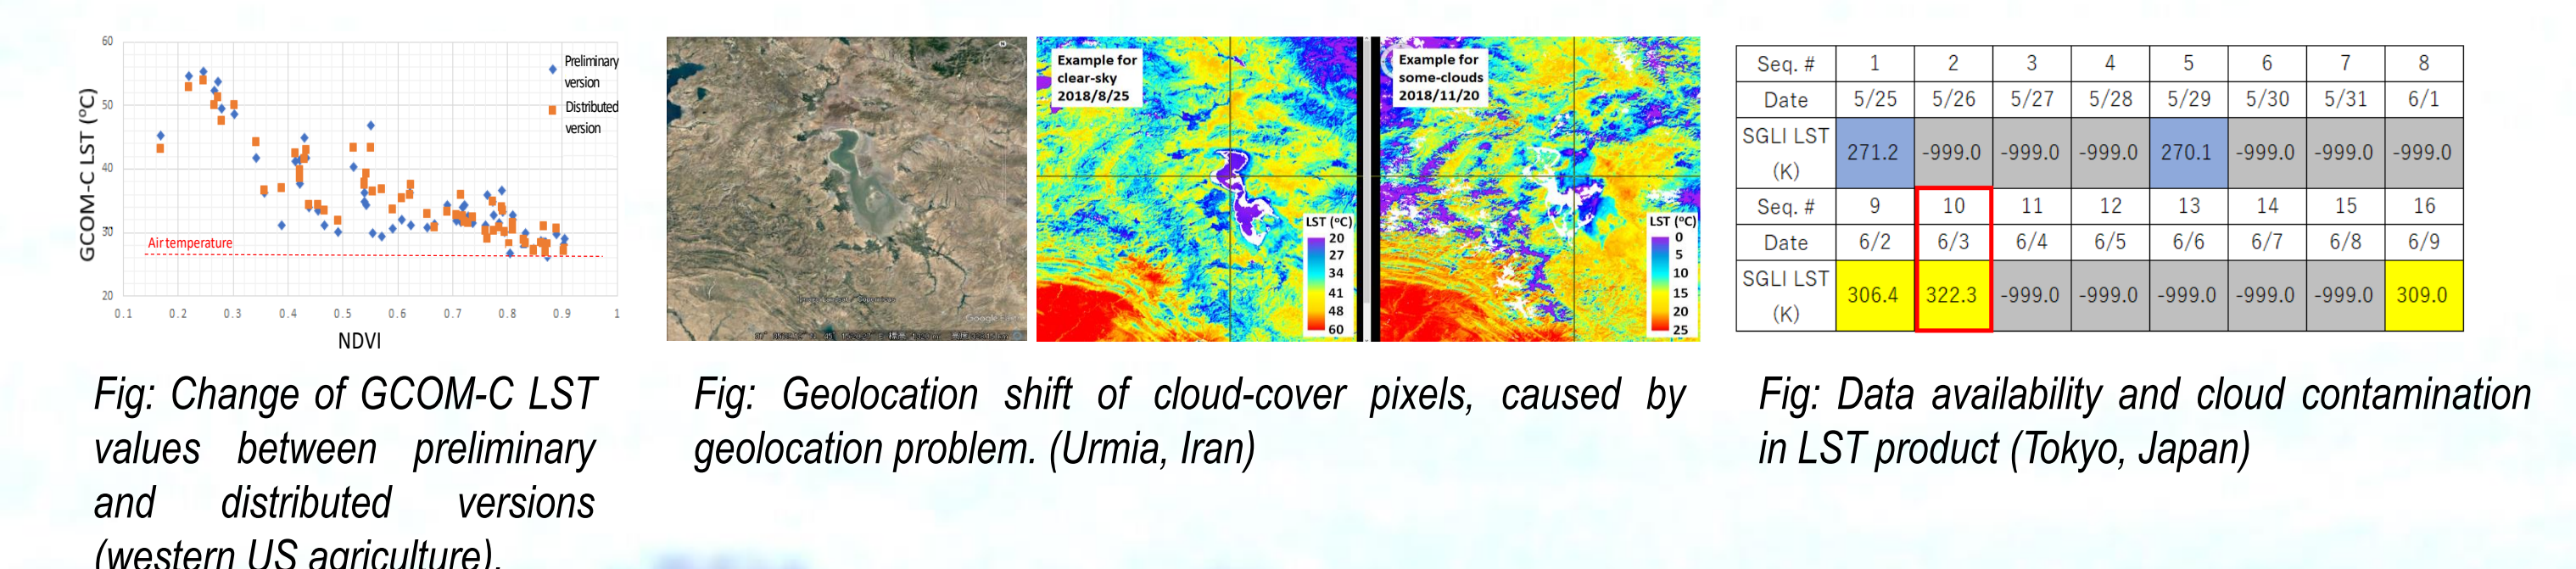 60
50
40
30
20
0.1 0.2 0.3 0.4 0.5 0.6 0.7 0.8 0.9 1
GCOM-C LST (ºC)
NDVI
Preliminary
version
Distributed
version
Air temperature
Fig: Change of GCOM-C LST
values between preliminary
and distributed versions
(western US agriculture).
Example for
clear-sky
2018/8/25
LST (ºC)
20
27
34
41
48
60
Example for
some-clouds
2018/11/20
LST (ºC)
0
5
10
15
20
25
Google Earth
Fig: Geolocation shift of cloud-cover pixels, caused by
geolocation problem. (Urmia, Iran)
Seq. # 1 2 3 4 5 6 7 8
Date 5/25 5/26 5/27 5/28 5/29 5/30 5/31 6/1
SGLI LST
(K) 271.2 -999.0 -999.0 -999.0 270.1 -999.0 -999.0 -999.0
Seq. # 9 10 11 12 13 14 15 16
Date 6/2 6/3 6/4 6/5 6/6 6/7 6/8 6/9
SGLI LST
(K) 306.4 322.3 -999.0 -999.0 -999.0 -999.0 -999.0 309.0
Fig: Data availability and cloud contamination
in LST product (Tokyo, Japan)